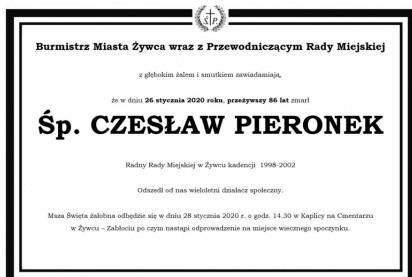 Ś.P.
Burmistrz Miasta Żywca wraz z Przewodniczącym Rady Miejskiej
z głębokim żalem i smutkiem zawiadamiają,
że w dniu 26 stycznia 2020 roku, przeżywszy 86 lat zmarł
Śp. CZESŁAW PIERONEK
Radny Rady Miejskiej w Żywcu kadencji 1998-2002
Odszedł od nas wieloletni działacz społeczny.
Msza Święta żałobna odbędzie się w dniu 28 stycznia 2020 r. o godz. 14.30 w Kaplicy na Cmentarzu
w Żywcu – Zabłociu po czym nastąpi odprowadzenie na miejsce wiecznego spoczynku.